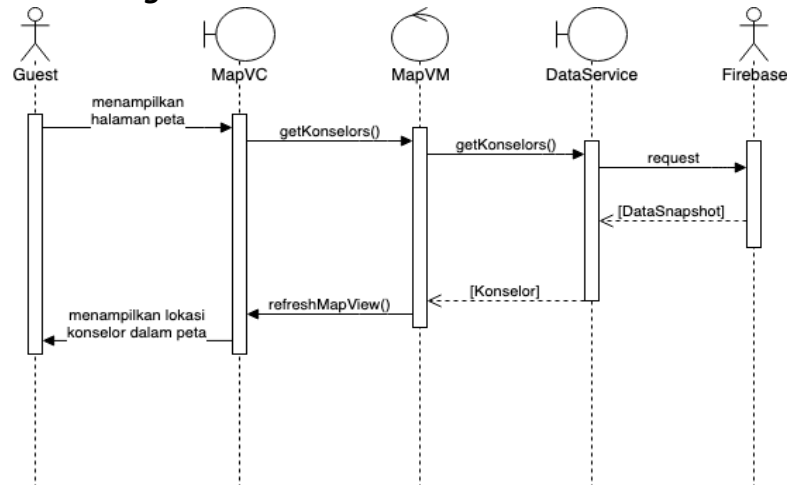 Guest
MapVC
MapVM
DataService
Firebase
menampilkan
halaman peta
getKonselors()
getKonselors()
request
[DataSnapshot]
[Konselor]
refreshMapView()
menampilkan lokasi
konselor dalam peta